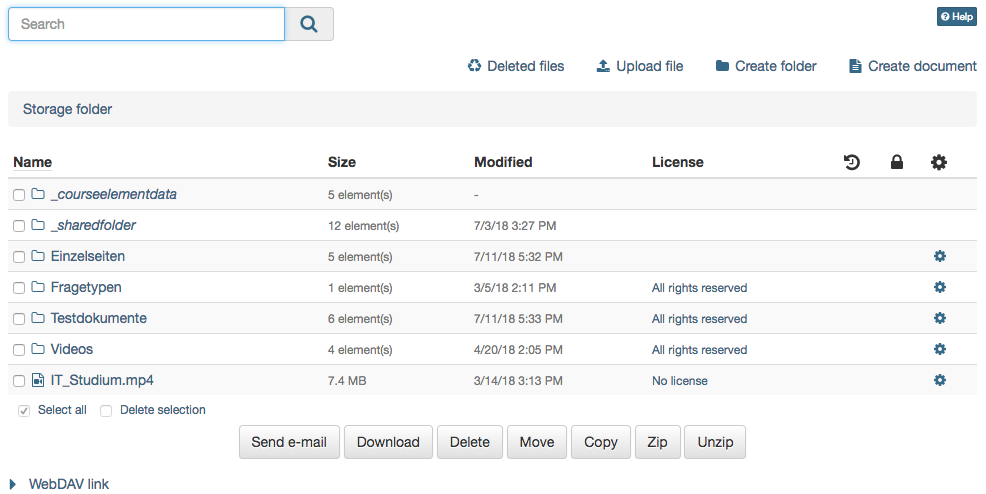 Search
Help
Deleted files Upload file Create folder Create document
Storage folder
Name Size Modified License
_courseelementdata 5 element(s) -
_sharedfolder 12 element(s) 7/3/18 3:27 PM
Einzelseiten 5 element(s) 7/11/18 5:32 PM
Fragetypen 1 element(s) 3/5/18 2:11 PM All rights reserved
Testdokumente 6 element(s) 7/11/18 5:33 PM All rights reserved
Videos 4 element(s) 4/20/18 2:05 PM All rights reserved
IT_Studium.mp4 7.4 MB 3/14/18 3:13 PM No license
Select all Delete selection
Send e-mail Download Delete Move Copy Zip Unzip
WebDAV link